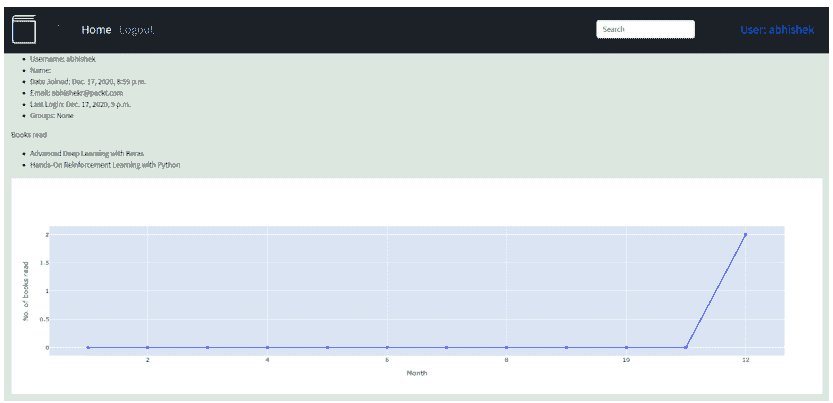 Home Logout Search User: abhishek
Username: abhishek
Name:
Date Joined: Dec. 17, 2020, 8:59 p.m.
Email: abhishekr@packt.com
Last Login: Dec. 17, 2020, 9 p.m.
Groups: None
Books read
Advanced Deep Learning with Keras
Hands-On Reinforcement Learning with Python
2
1.5
1
0.5
0
No. of books read
2 4 6 8 10 12
Month